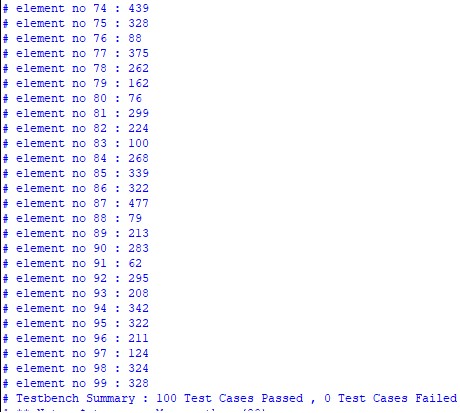 # element no 74 : 439
# element no 75 : 328
# element no 76 : 88
# element no 77 : 375
# element no 78 : 262
# element no 79 : 162
# element no 80 : 76
# element no 81 : 299
# element no 82 : 224
# element no 83 : 100
# element no 84 : 268
# element no 85 : 339
# element no 86 : 322
# element no 87 : 477
# element no 88 : 79
# element no 89 : 213
# element no 90 : 283
# element no 91 : 62
# element no 92 : 295
# element no 93 : 208
# element no 94 : 342
# element no 95 : 322
# element no 96 : 211
# element no 97 : 124
# element no 98 : 324
# element no 99 : 328
# Testbench Summary : 100 Test Cases Passed , 0 Test Cases Failed